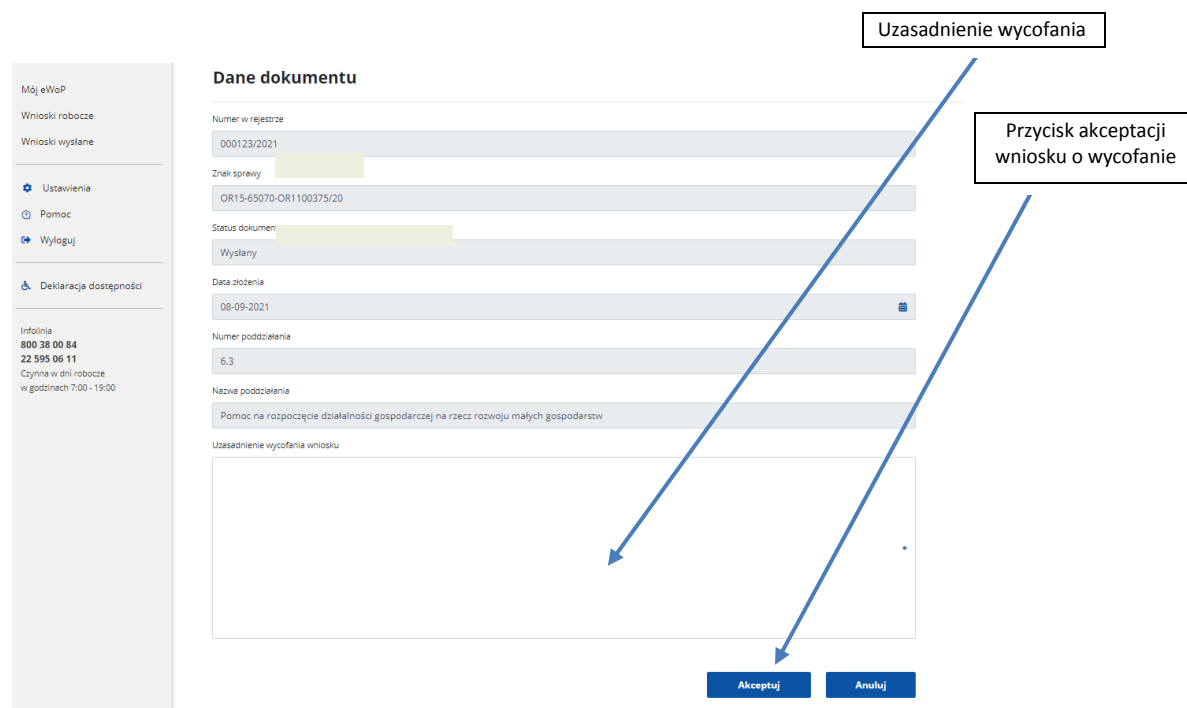 Uzasadnienie wycofania
Przycisk akceptacji
wniosku o wycofanie
Mój eWoP
Wnioski robocze
Wnioski wysłane
Ustawienia
Pomoc
Wyloguj
Deklaracja dostępności
Infolinia
800 38 00 84
22 595 06 11
Czynna w dni robocze
w godzinach 7:00 - 19:00
Dane dokumentu
Numer w rejestrze
000123/2021
Znak sprawy
OR15-65070-OR1100375/20
Status dokumen
Wysłany
Data złożenia
08-09-2021
Numer poddziałania
6.3
Nazwa poddziałania
Pomoc na rozpoczęcie działalności gospodarczej na rzecz rozwoju małych gospodarstw
Uzasadnienie wycofania wniosku
*
Akceptuj
Anuluj